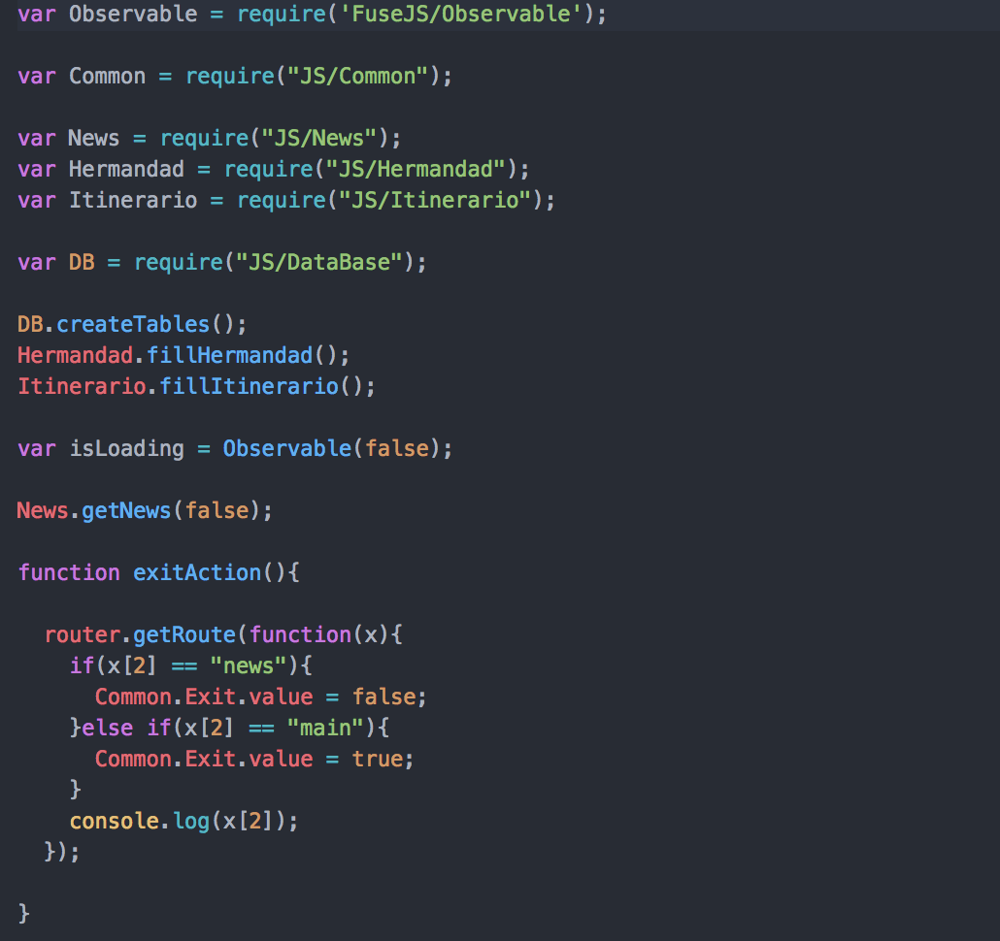 var Observable = require('FuseJS/Observable');
var Common = require("JS/Common");
var News = require("JS/News");
var Hermandad = require("JS/Hermandad");
var Itinerario = require("JS/Itinerario");
var DB = require("JS/DataBase");
DB.createTables();
Hermandad.fillHermandad();
Itinerario.fillItinerario();
var isLoading = Observable(false);
News.getNews(false);
function exitAction(){
  router.getRoute(function(x){
    if(x[2] == "news"){
      Common.Exit.value = false;
    }else if(x[2] == "main"){
      Common.Exit.value = true;
    }
    console.log(x[2]);
  });
}